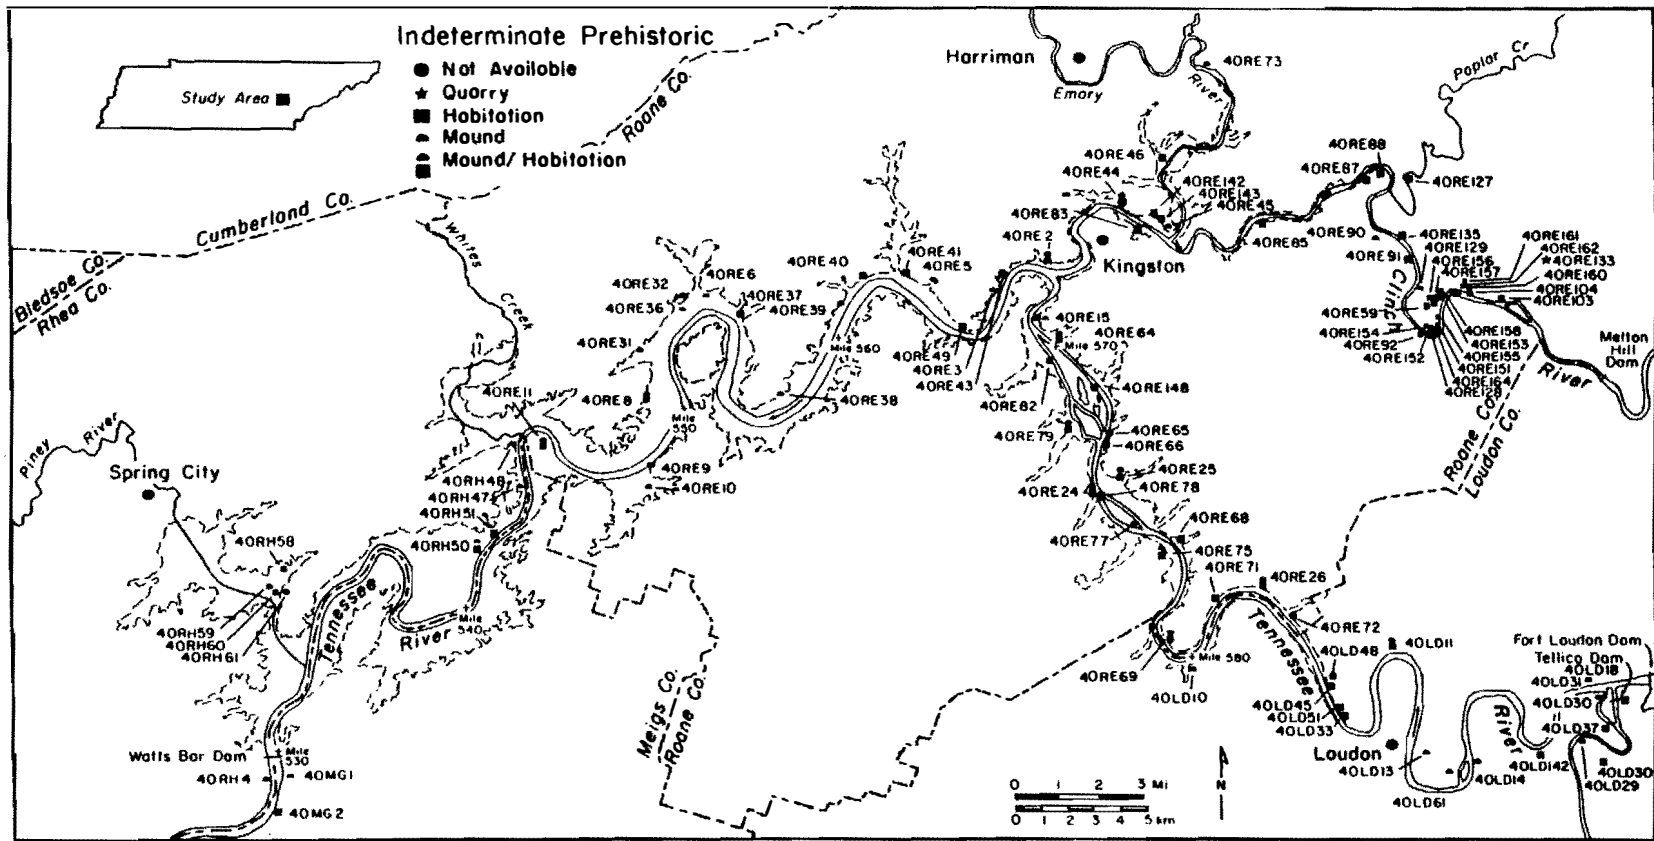 Indeterminate Prehistoric
Not Available
Quarry
Habitation
Mound
Mound/Habitation
Study Area
Roane Co.
Cumberland Co.
Bledsoe Co.
Rhea Co.
Harriman
Emory
River
40RE73
Poplar Cr
40RE88
40RE87
40RE127
40RE46
40RE44
40RE142
40RE143
40RE45
40RE83
40RE2
Kingston
40RE85
40RE90
40RE135
40RE161
40RE129
40RE162
40RE91
40RE156
40RE133
40RE157
40RE160
40RE104
40RE103
Clinch
40RE59
40RE154
40RE92
40RE152
40RE158
40RE153
40RE155
40RE151
40RE164
40RE128
Melton
Hill
Dam
River
Roane Co.
Loudon Co.
Whites
Creek
40RE32
40RE6
40RE40
40RE41
40RE5
40RE37
40RE39
40RE36
40RE31
Mile 560
40RE49
40RE3
40RE43
40RE15
40RE64
Mile 570
40RE148
40RE82
40RE11
40RE8
Mile
550
40RE38
40RE79
40RE65
40RE66
40RE9
40RE10
40RE25
40RE24
40RE78
40RE68
40RE77
40RE75
40RE71
40RE26
Piney
River
Spring City
40RH48
40RH47
40RH51
40RH50
40RH58
40RH59
40RH60
40RH61
Tennessee
River
Mile
540
Meigs Co.
Roane Co.
40RE69
Mile 580
40LD10
Tennessee
40RE72
40LD48
40LD11
40LD45
40LD51
40LD33
Loudon
40LD13
40LD61
40LD14
River
40LD142
Fort Loudon Dam
Tellico Dam
40LD18
40LD31
40LD30
40LD37
40LD30
40LD29
Watts Bar Dam
Mile
530
40RH4
40MG1
40MG2
0 1 2 3 Mi
0 1 2 3 4 5 km
N